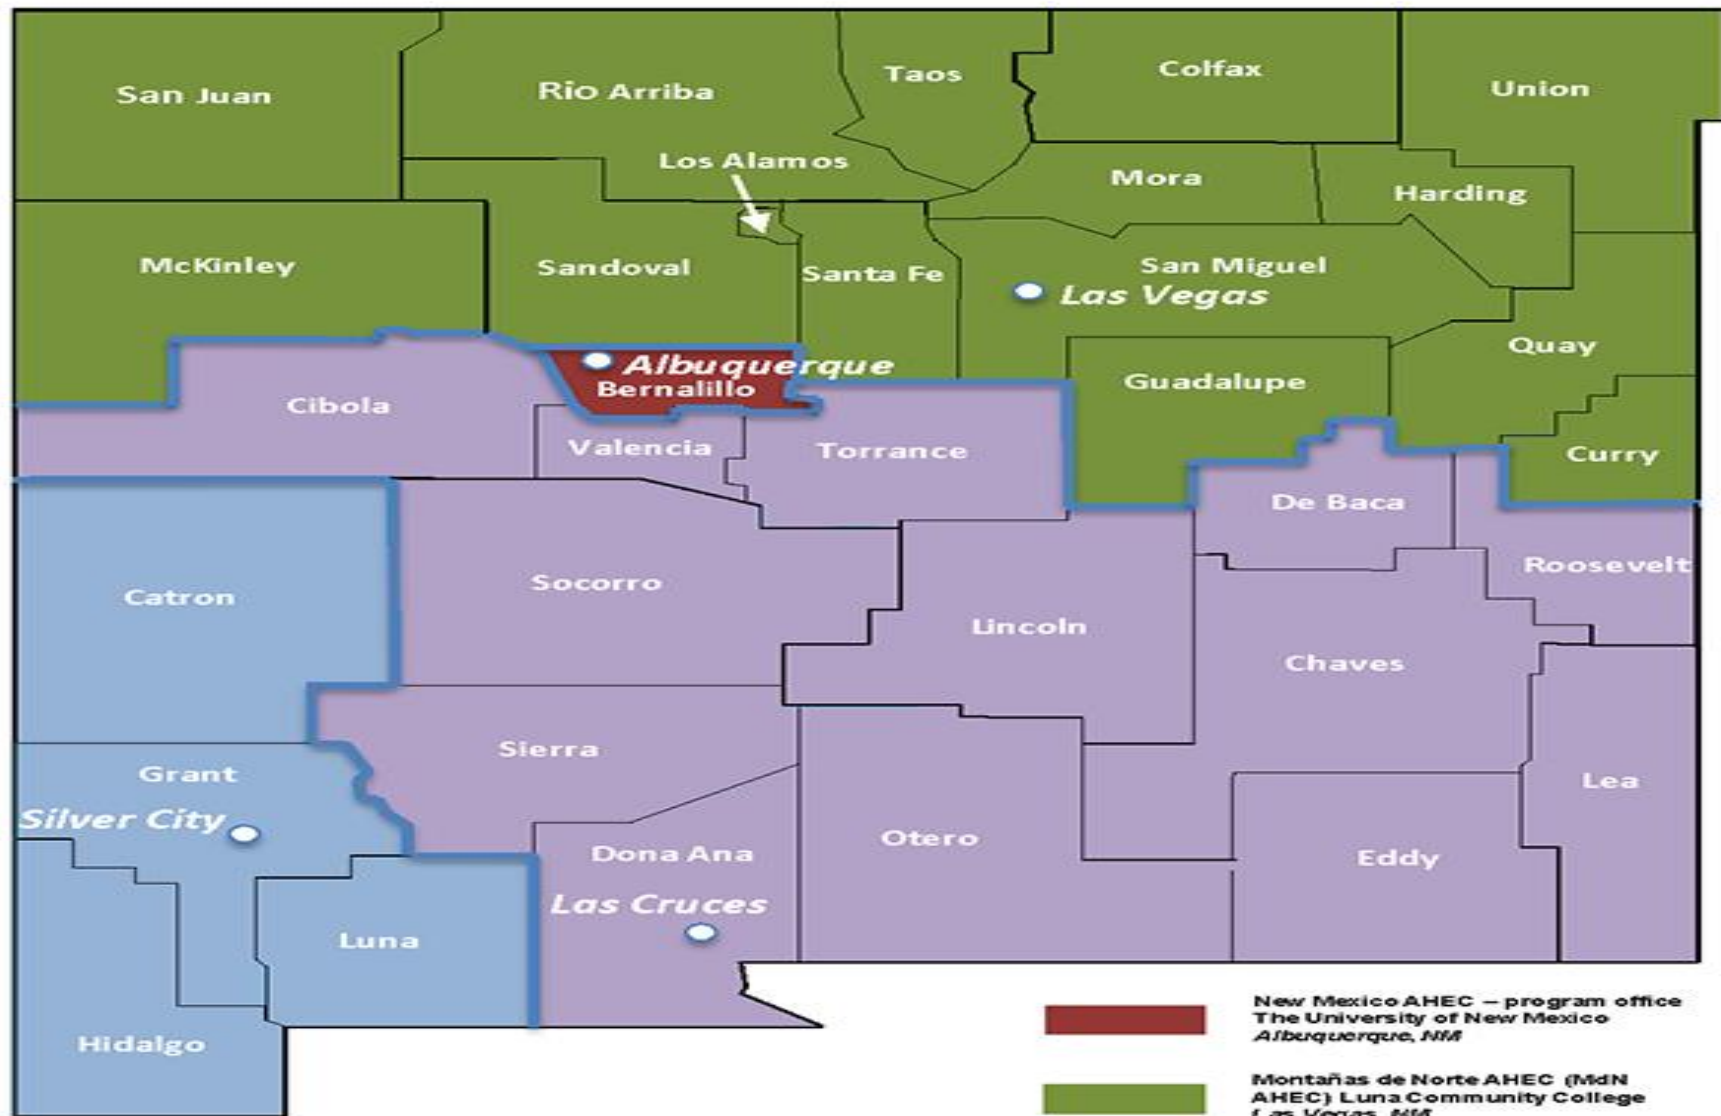 San Juan
Rio Arriba
Taos
Colfax
Union
Los Alamos
Mora
Harding
McKinley
Sandoval
Santa Fe
San Miguel
Las Vegas
Quay
Albuquerque
Bernalillo
Guadalupe
Cibola
Valencia
Torrance
Curry
De Baca
Roosevelt
Catron
Socorro
Lincoln
Chaves
Sierra
Grant
Lea
Silver City
Otero
Dona Ana
Eddy
Las Cruces
Luna
Hidalgo
New Mexico AHEC – program office
The University of New Mexico
Albuquerque, NM
Montañas de Norte AHEC (MdN
AHEC) Luna Community College
Las Vegas, NM